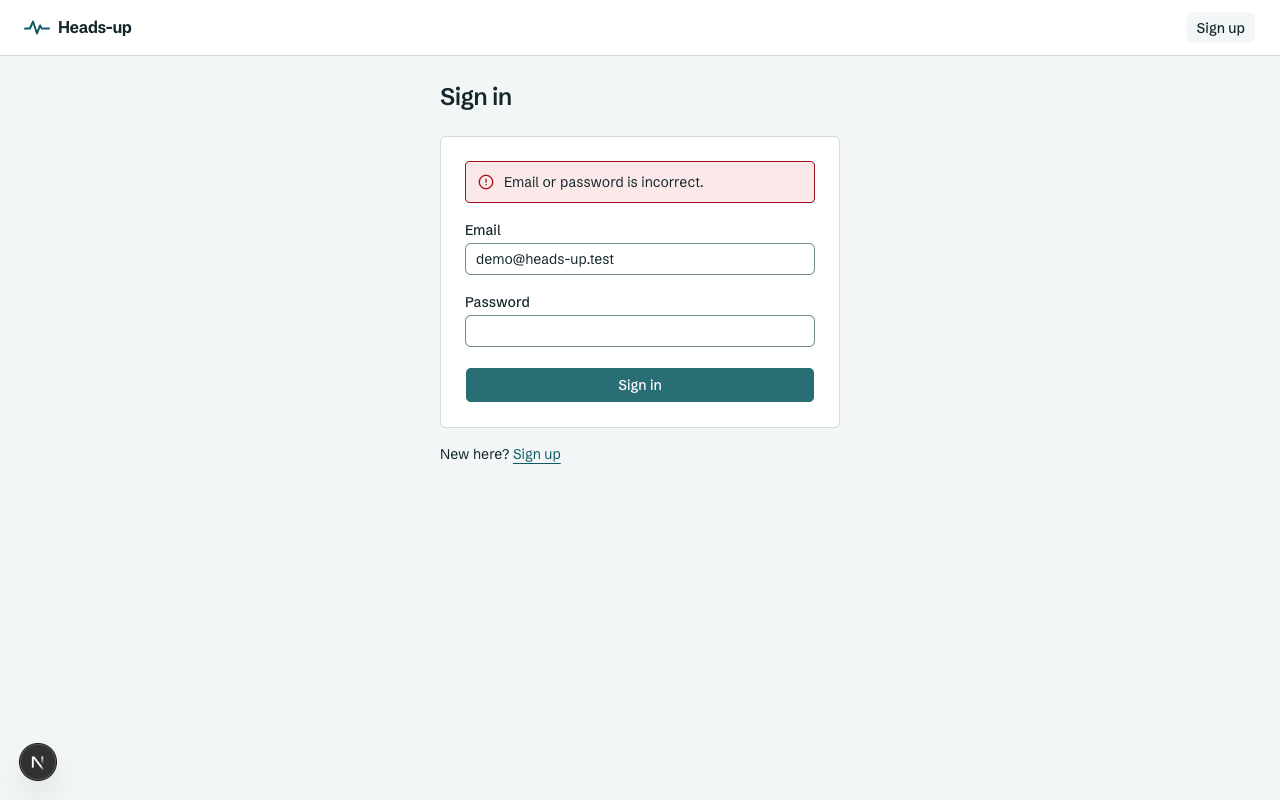 Heads-up
Sign up
Sign in
Email or password is incorrect.
Email
demo@heads-up.test
Password
Sign in
New here? Sign up
N